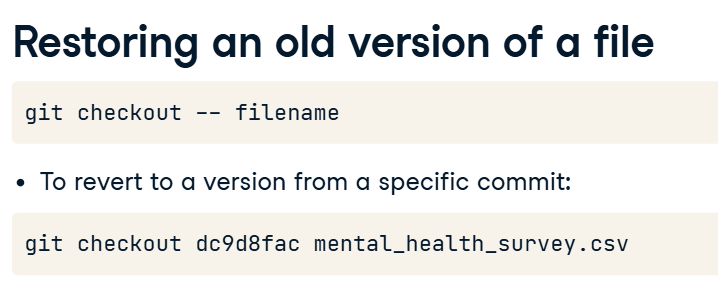 Restoring an old version of a file
git checkout -- filename
• To revert to a version from a specific commit:
git checkout dc9d8fac mental_health_survey.csv